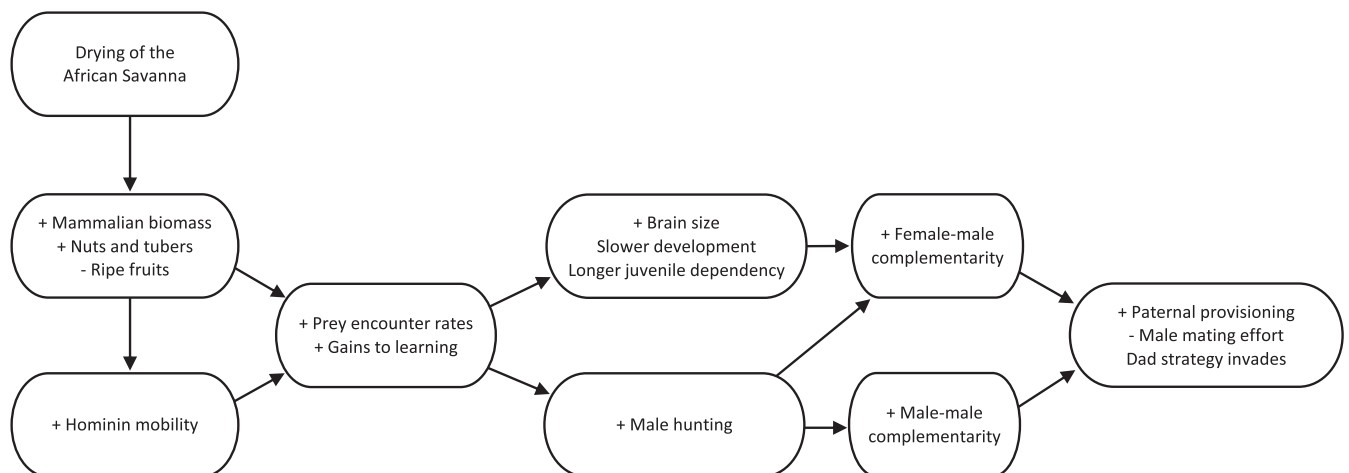 Drying of the
African Savanna
+ Mammalian biomass
+ Nuts and tubers
- Ripe fruits
+ Hominin mobility
+ Prey encounter rates
+ Gains to learning
+ Brain size
Slower development
Longer juvenile dependency
+ Male hunting
+ Female-male
complementarity
+ Male-male
complementarity
+ Paternal provisioning
- Male mating effort
Dad strategy invades